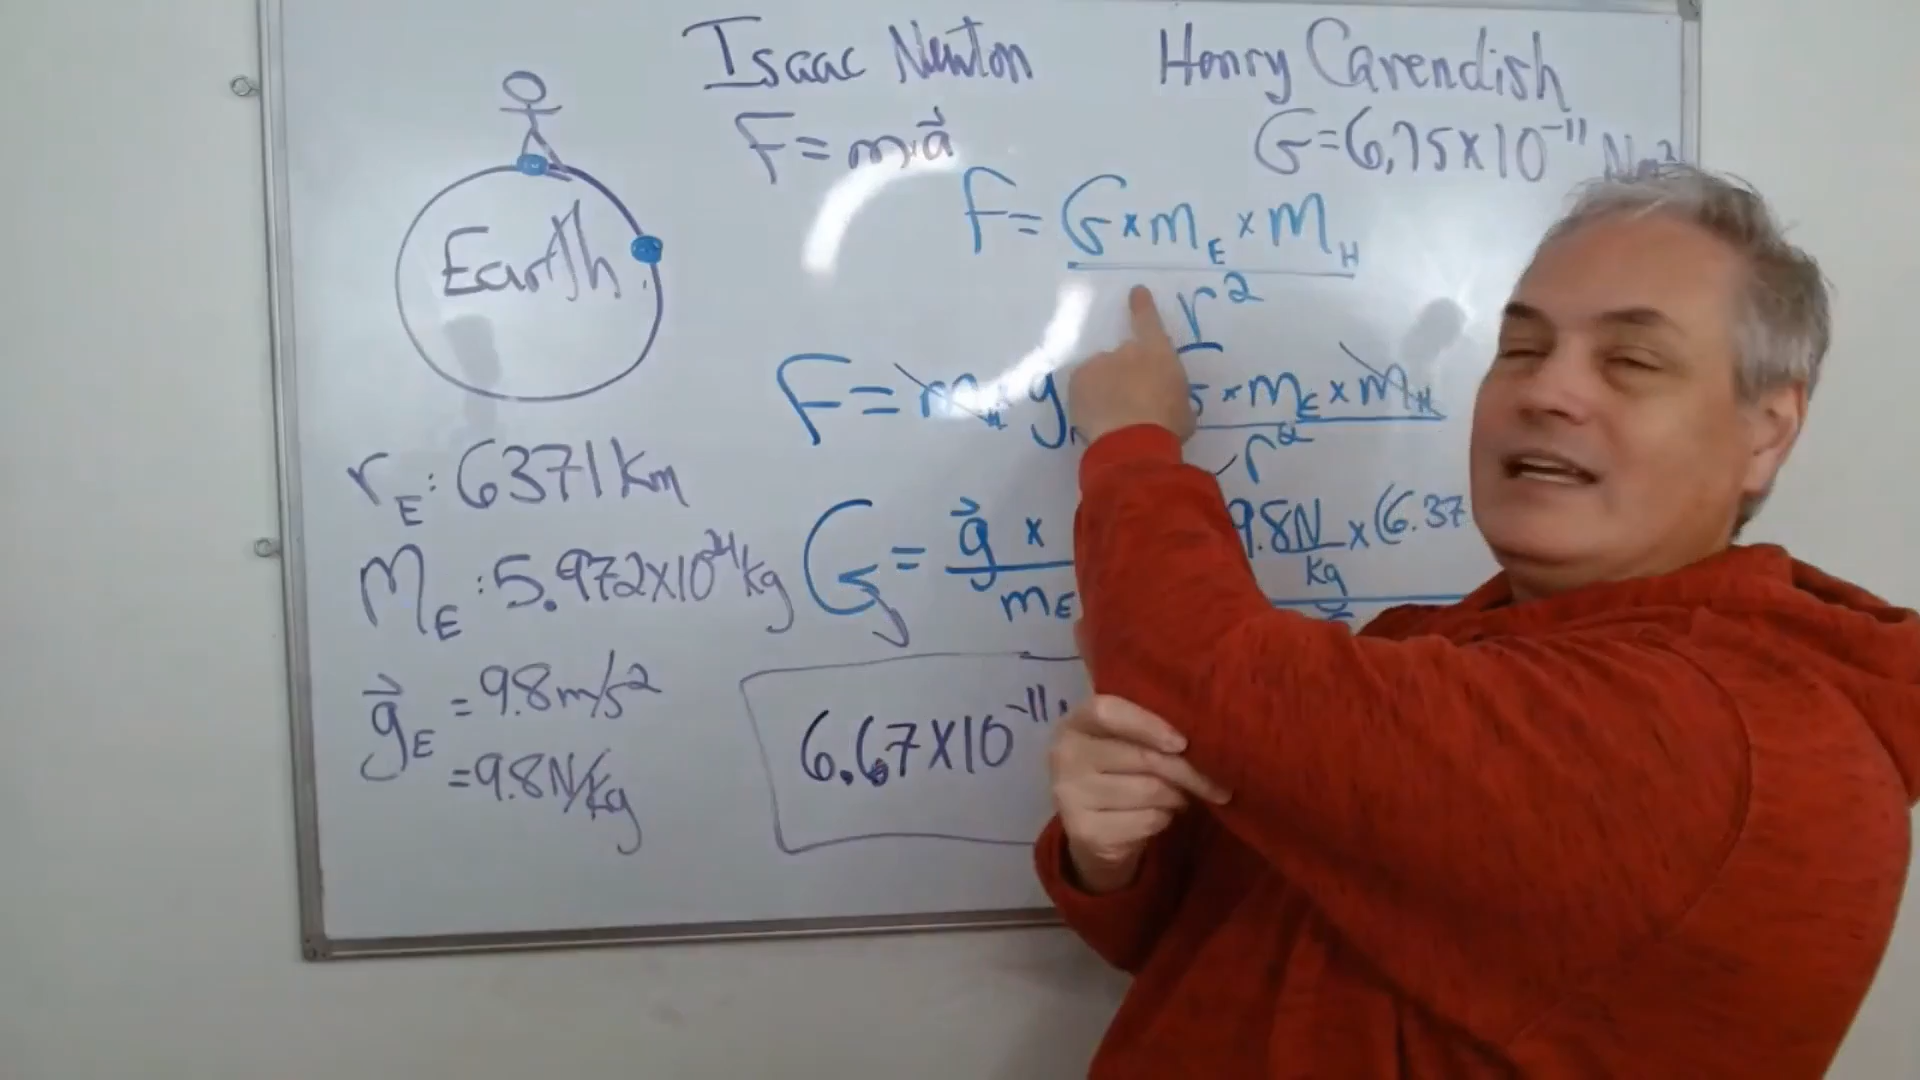 Isaac Newton
F = m·a⃗
Henry Cavendish
G=6,75×10⁻¹¹ Nm²
F = G × m_E × m_H
r²
Earth
F = m_H × g
× m_E × m_H
r²
r_E: 6371 km
m_E: 5.972×10²⁴ kg
G = g⃗ ×
m_E
9.8N × (6.37
kg
g⃗_E = 9.8 m/s²
= 9.8 N/kg
6.67×10⁻¹¹